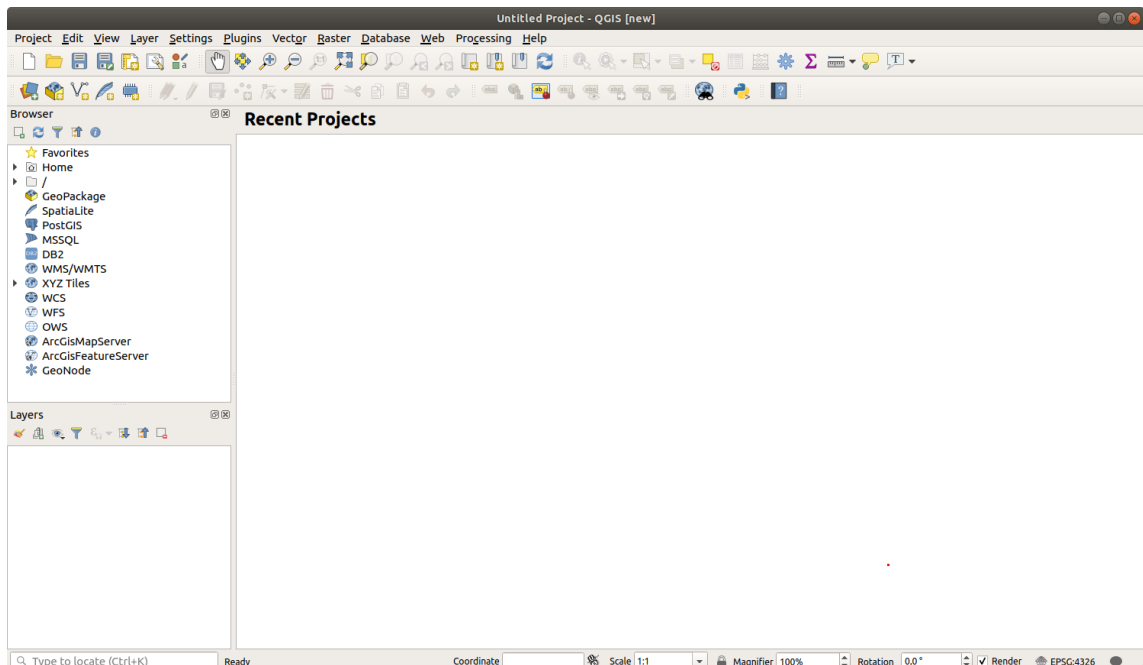 Untitled Project - QGIS [new]
Project Edit View Layer Settings Plugins Vector Raster Database Web Processing Help
Browser
Recent Projects
Favorites
Home
/
GeoPackage
SpatiaLite
PostGIS
MSSQL
DB2
WMS/WMTS
XYZ Tiles
WCS
WFS
OWS
ArcGisMapServer
ArcGisFeatureServer
GeoNode
Layers
Type to locate (Ctrl+K) Ready Coordinate Scale 1:1 Magnifier 100% Rotation 0.0 ° Render EPSG:4326